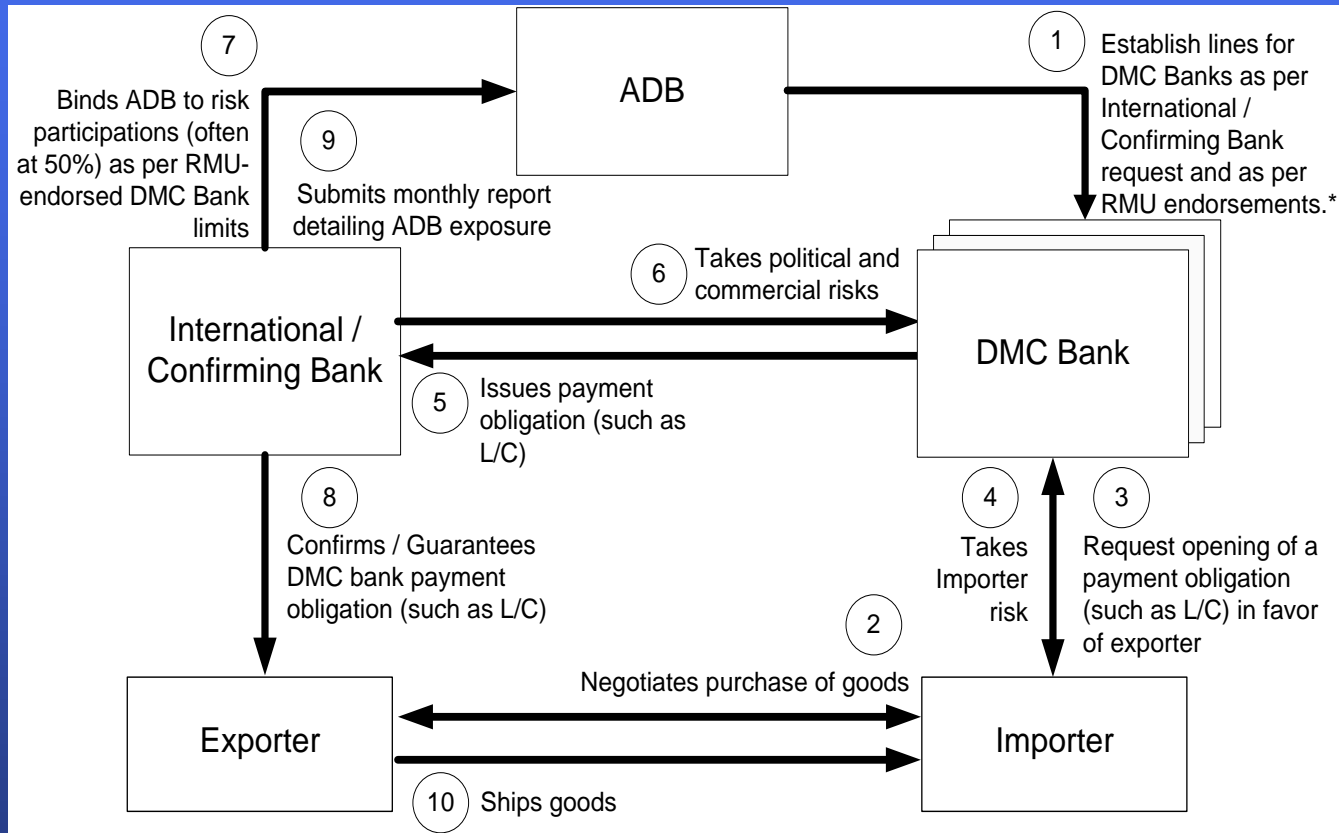 7
Binds ADB to risk
participations (often
at 50%) as per RMU-
endorsed DMC Bank
limits
9
Submits monthly report
detailing ADB exposure
ADB
1
Establish lines for
DMC Banks as per
International /
Confirming Bank
request and as per
RMU endorsements.*
International /
Confirming Bank
6
Takes political and
commercial risks
5
Issues payment
obligation (such as
L/C)
DMC Bank
8
Confirms / Guarantees
DMC bank payment
obligation (such as L/C)
4
Takes
Importer
risk
3
Request opening of a
payment obligation
(such as L/C) in favor
of exporter
2
Negotiates purchase of goods
Exporter
Importer
10
Ships goods